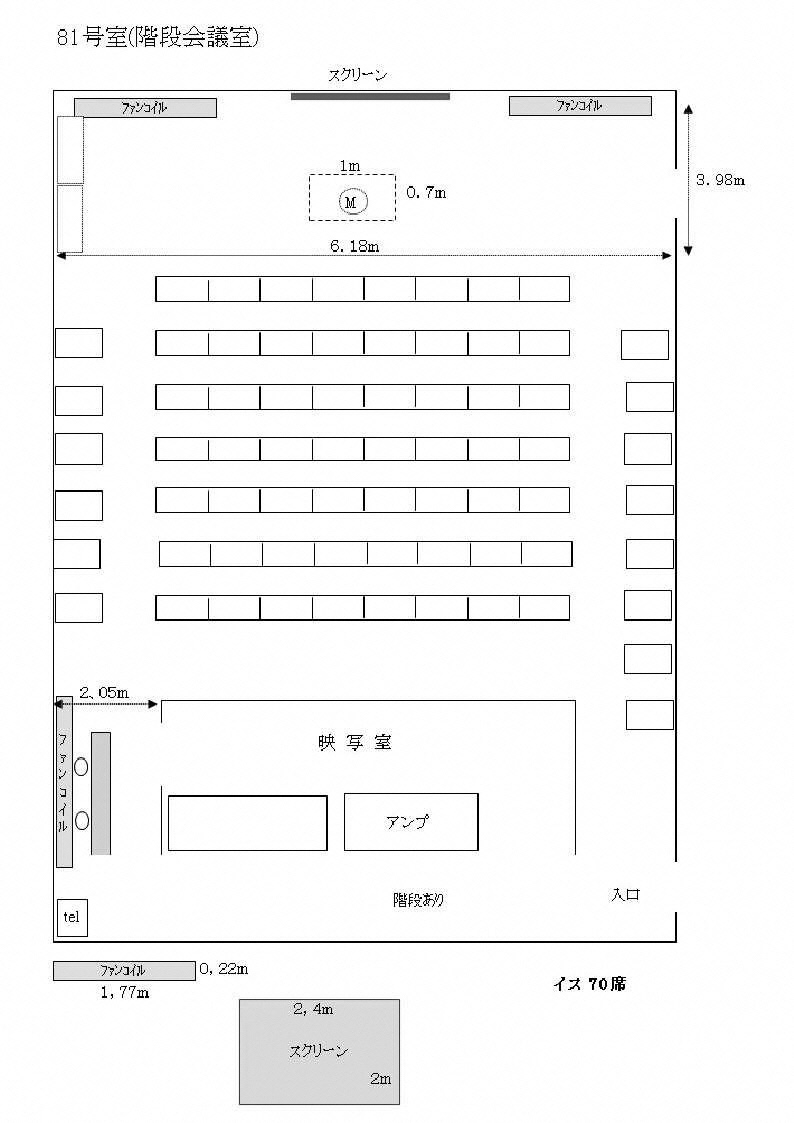 81号室(階段会議室)
スクリーン
ファンコイル
ファンコイル
1m
0.7m
M
3.98m
6.18m
2、05m
映写室
ファンコイル
アンプ
階段あり
入口
tel
ファンコイル
0,22m
1,77m
イス70席
2,4m
スクリーン
2m